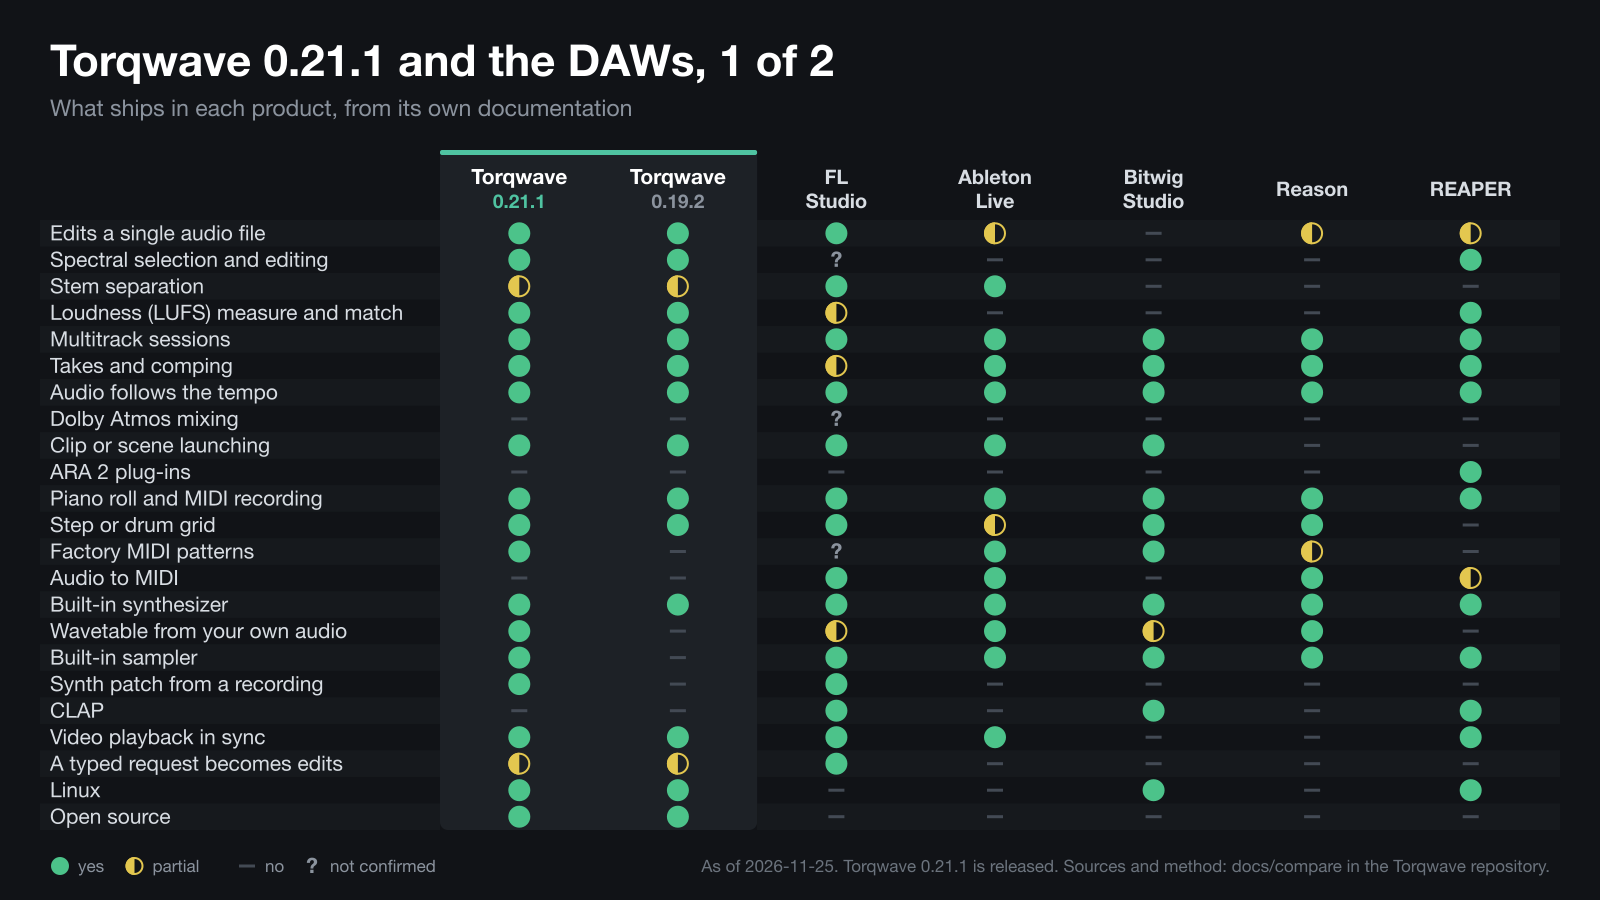 Torqwave 0.21.1 and the DAWs, 1 of 2
What ships in each product, from its own documentation
Torqwave 0.21.1
Torqwave 0.19.2
FL Studio
Ableton Live
Bitwig Studio
Reason
REAPER
Edits a single audio file
Spectral selection and editing ?
Stem separation
Loudness (LUFS) measure and match
Multitrack sessions
Takes and comping
Audio follows the tempo
Dolby Atmos mixing ?
Clip or scene launching
ARA 2 plug-ins
Piano roll and MIDI recording
Step or drum grid
Factory MIDI patterns ?
Audio to MIDI
Built-in synthesizer
Wavetable from your own audio
Built-in sampler
Synth patch from a recording
CLAP
Video playback in sync
A typed request becomes edits
Linux
Open source
yes partial — no ? not confirmed
As of 2026-11-25. Torqwave 0.21.1 is released. Sources and method: docs/compare in the Torqwave repository.